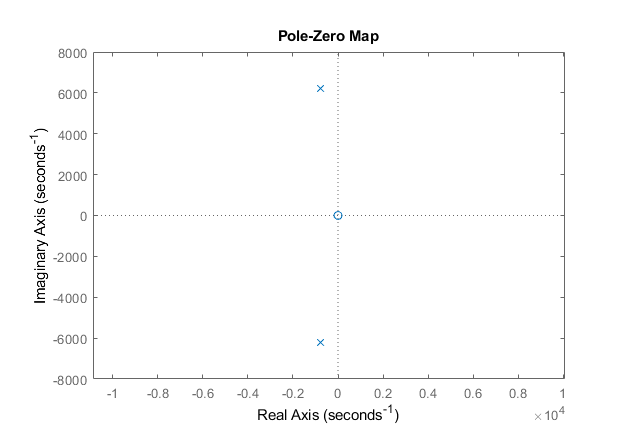 Pole-Zero Map
8000
6000
4000
2000
0
-2000
-4000
-6000
-8000
Imaginary Axis (seconds⁻¹)
-1 -0.8 -0.6 -0.4 -0.2 0 0.2 0.4 0.6 0.8 1
×10⁴
Real Axis (seconds⁻¹)